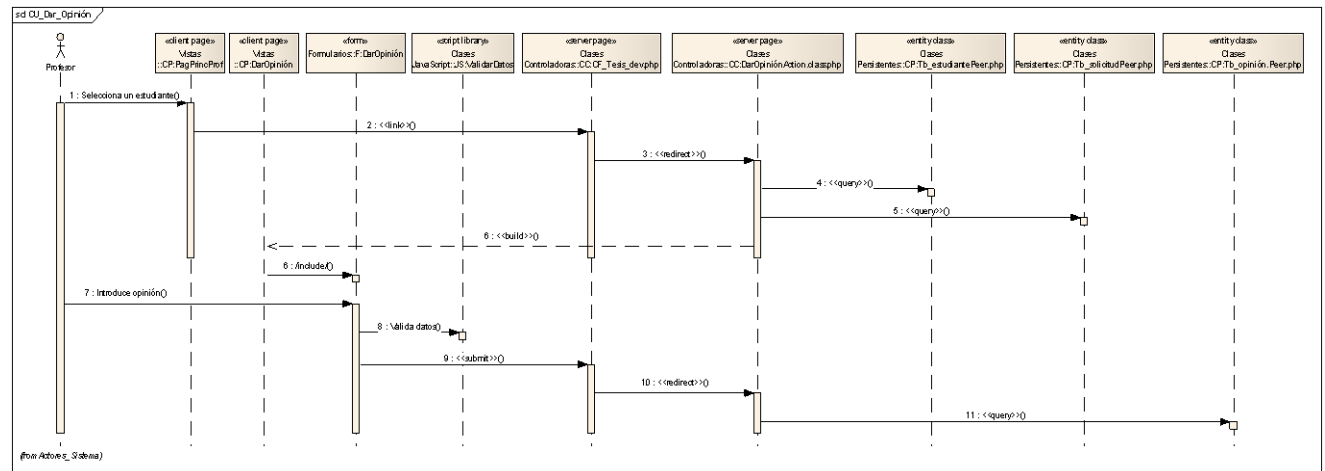 sd CU_Dar_Opinión
Profesor
«client page»
Vistas
::CP:PagPrincProf
«client page»
Vistas
::CP:DarOpinión
«form»
Formularios::F:DarOpinión
«script library»
Clases
JavaScript::JS:ValidarDatos
«server page»
Clases
Controladoras::CC:CF_Tesis_dev.php
«server page»
Clases
Controladoras::CC:DarOpiniónAction.class.php
«entity class»
Clases
Persistentes::CP:Tb_estudiantePeer.php
«entity class»
Clases
Persistentes::CP:Tb_solicitudPeer.php
«entity class»
Clases
Persistentes::CP:Tb_opinión.Peer.php
1 : Selecciona un estudiante()
2 : <<link>>()
3 : <<redirect>>()
4 : <<query>>()
5 : <<query>>()
6 : <<build>>()
6 : /include/()
7 : Introduce opinión()
8 : Valida datos()
9 : <<submit>>()
10 : <<redirect>>()
11 : <<query>>()
(from Actores_Sistema)